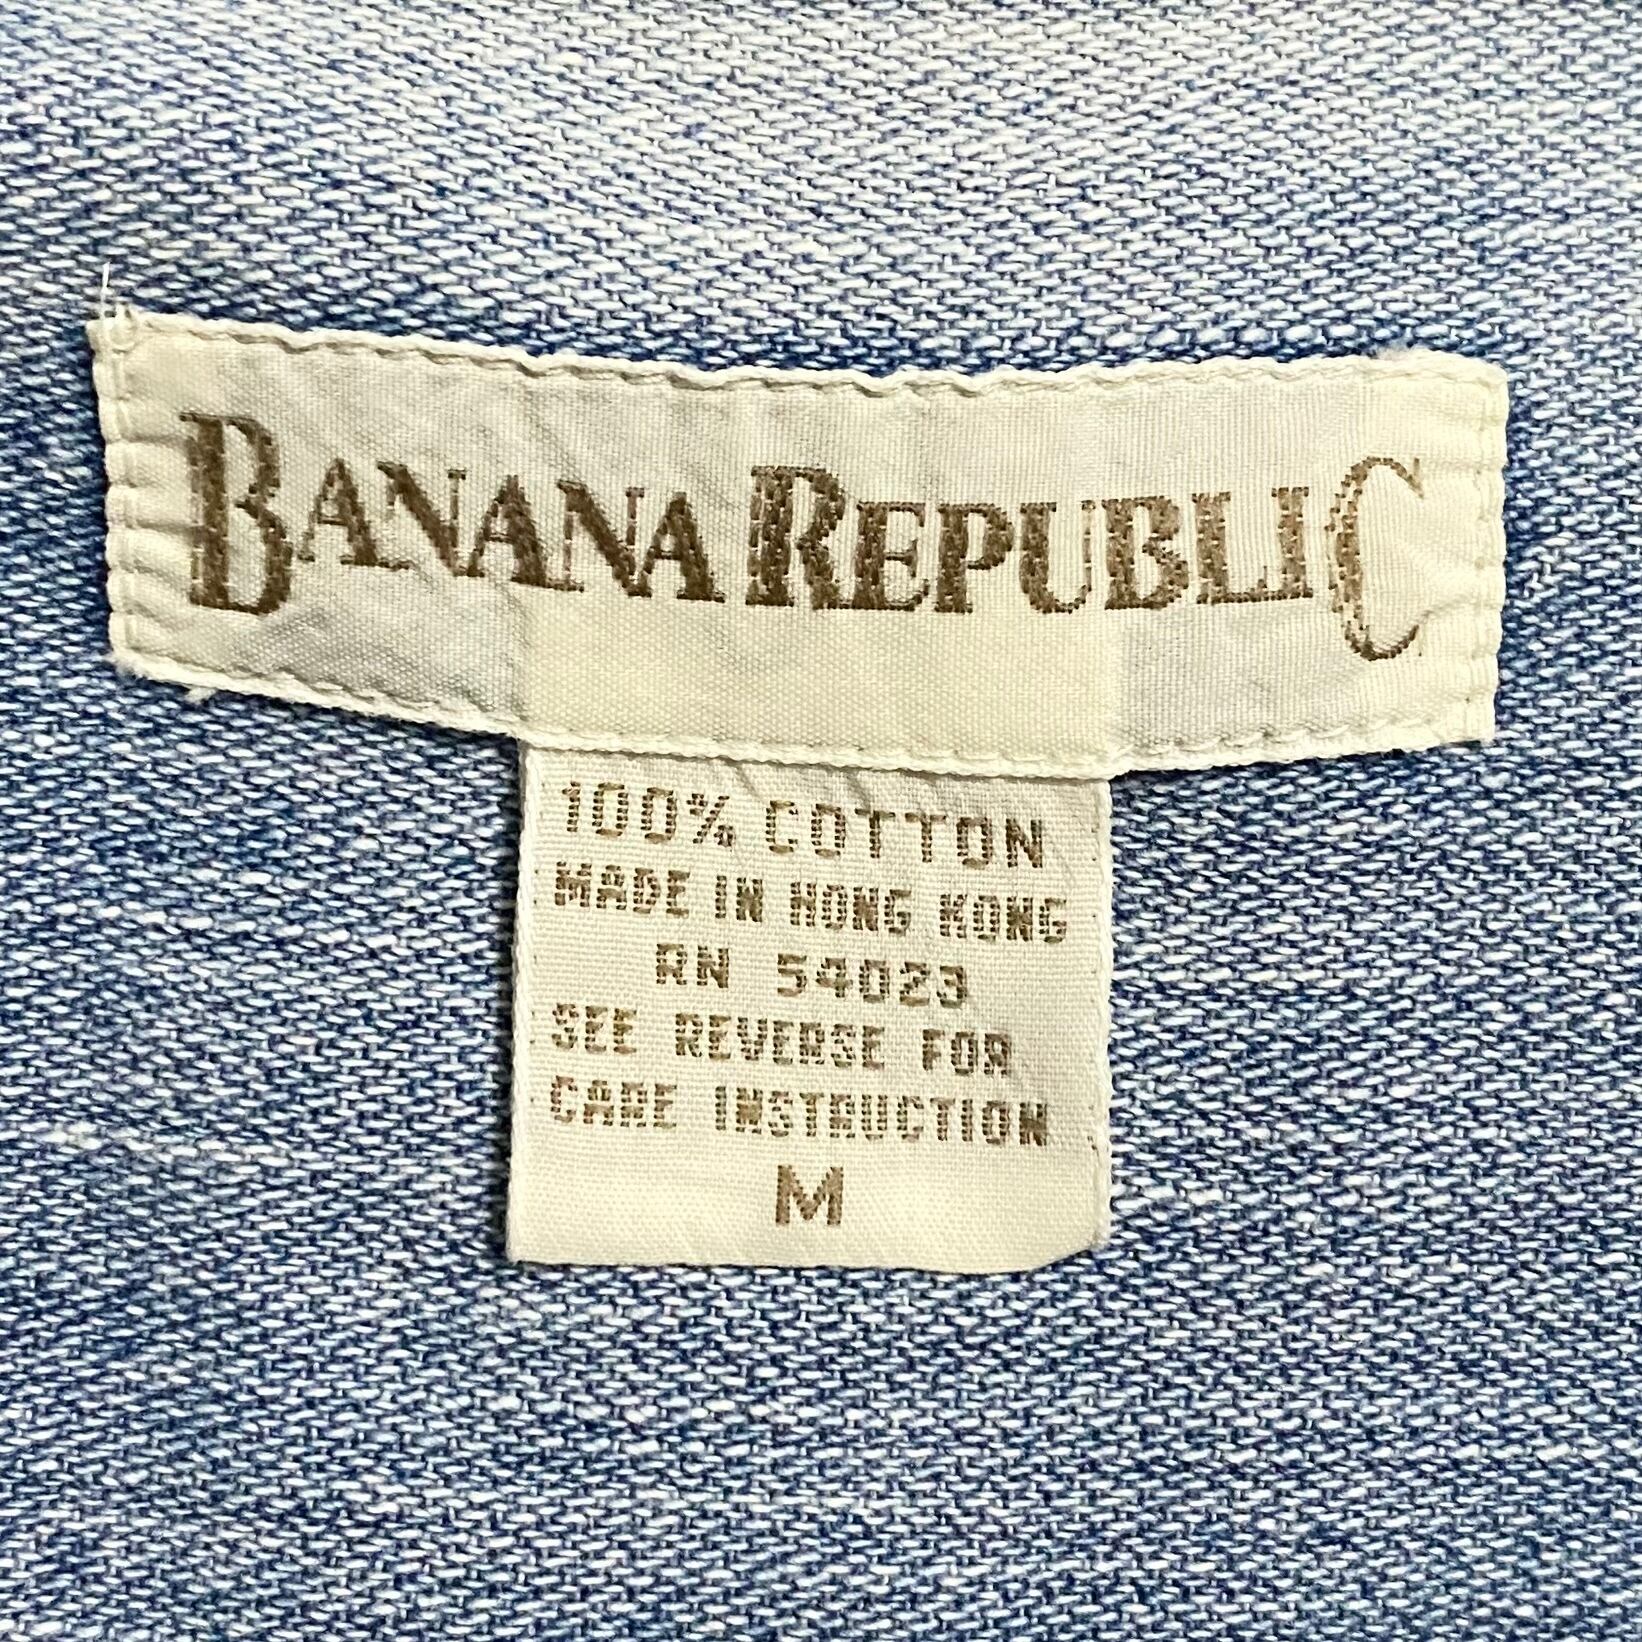 BANANA REPUBLIC
100% COTTON
MADE IN HONG KONG
RN 54023
SEE REVERSE FOR
CARE INSTRUCTION
M